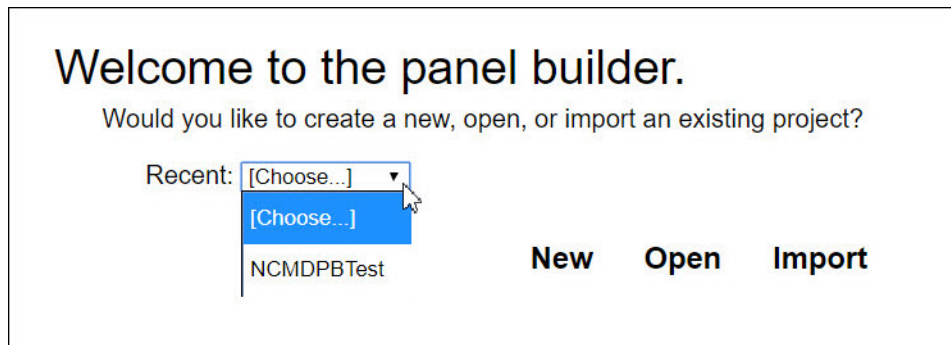 Welcome to the panel builder.
Would you like to create a new, open, or import an existing project?
Recent: [Choose...]
[Choose...]
NCMDPBTest
New Open Import